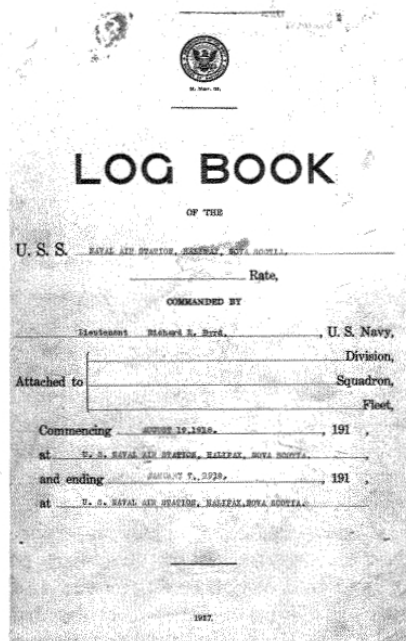 LOG BOOK
OF THE
U. S. S. NAVAL AIR STATION, HALIFAX, NOVA SCOTIA.
Rate,
COMMANDED BY
Lieutenant Richard E. Byrd, , U. S. Navy,
Division,
Attached to Squadron,
Fleet,
Commencing AUGUST 19,1918. , 191 ,
at U. S. NAVAL AIR STATION, HALIFAX, NOVA SCOTIA. ,
and ending JANUARY 7, 1919. , 191 ,
at U. S. NAVAL AIR STATION, HALIFAX,NOVA SCOTIA.
1917.